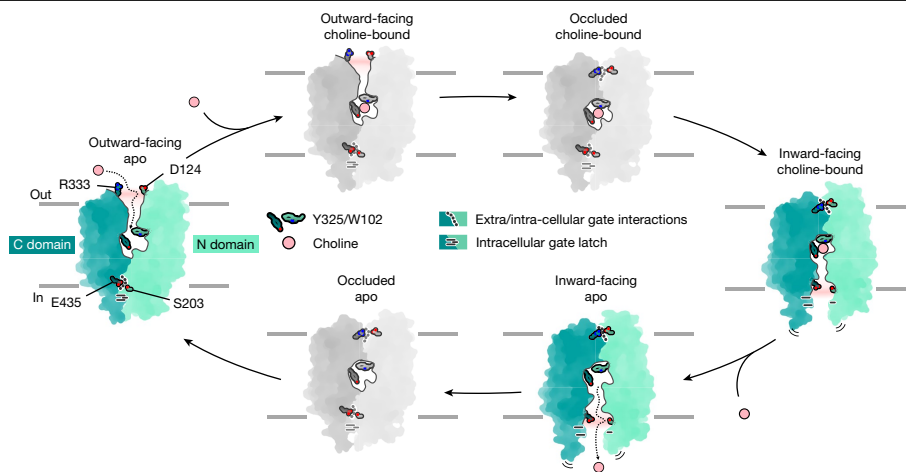 Outward-facing
choline-bound
Occluded
choline-bound
Outward-facing
apo
D124
R333
Out
Inward-facing
choline-bound
Y325/W102
Choline
Extra/intra-cellular gate interactions
Intracellular gate latch
C domain
N domain
In
E435
S203
Occluded
apo
Inward-facing
apo